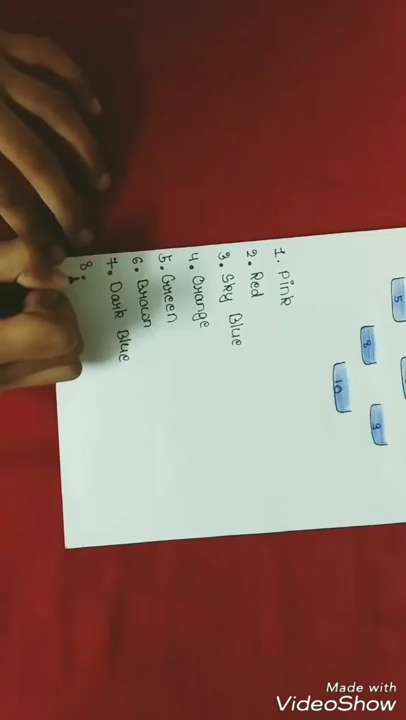 5
8
9
10
1. Pink
2. Red
3. Sky Blue
4. Orange
5. Green
6. Brown
7. Dark Blue
8.
Made with
VideoShow